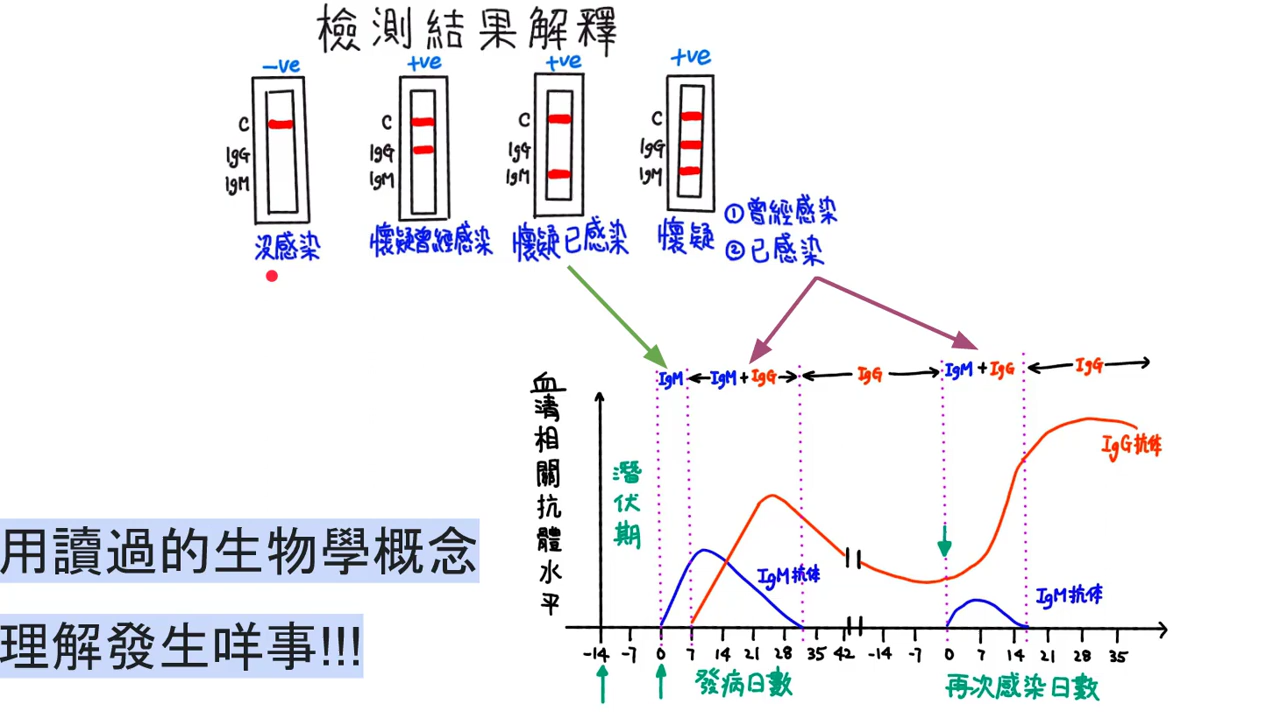 檢測結果解釋
-ve
+ve
+ve
+ve
C
IgG
IgM
C
IgG
IgM
C
IgG
IgM
C
IgG
IgM
沒感染
懷疑曾經感染
懷疑已感染
懷疑
①曾經感染
②已感染
IgM
IgM+IgG
IgG
IgM+IgG
IgG
血清相關抗體水平
潛伏期
IgM抗体
IgG抗体
IgM抗体
-14 -7 0 7 14 21 28 35 42 -14 -7 0 7 14 21 28 35
發病日數
再次感染日數
用讀過的生物學概念
理解發生咩事!!!